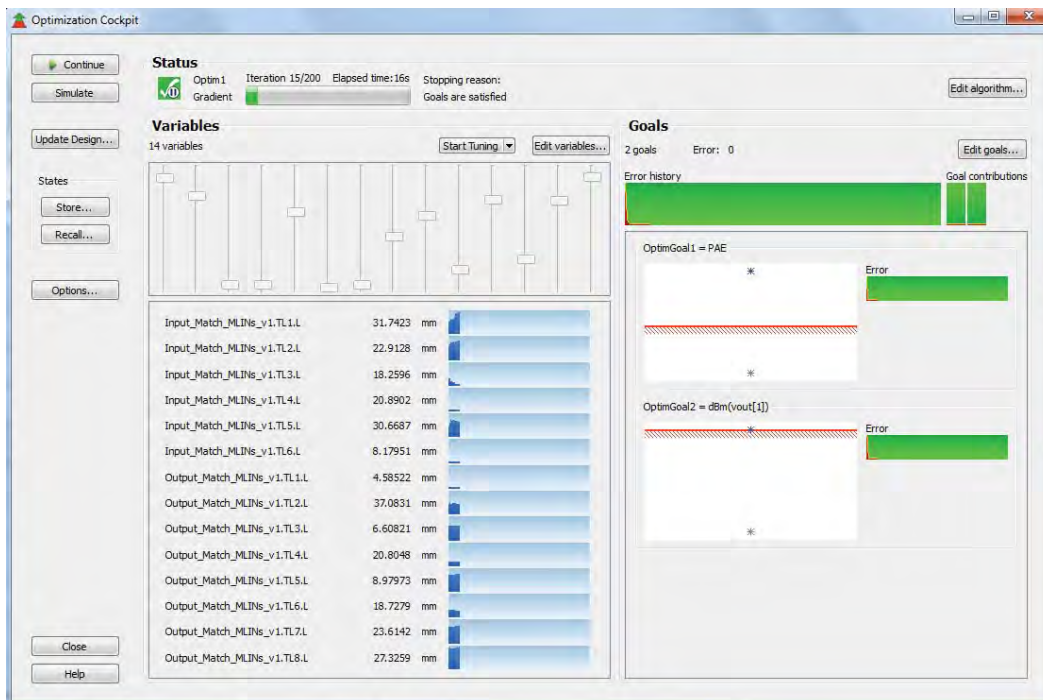 Optimization Cockpit
Continue
Simulate
Update Design...
States
Store...
Recall...
Options...
Close
Help
Status
Optim1 Iteration 15/200 Elapsed time:16s Stopping reason:
Gradient Goals are satisfied
Edit algorithm...
Variables
14 variables Start Tuning Edit variables...
Input_Match_MLINs_v1.TL1.L 31.7423 mm
Input_Match_MLINs_v1.TL2.L 22.9128 mm
Input_Match_MLINs_v1.TL3.L 18.2596 mm
Input_Match_MLINs_v1.TL4.L 20.8902 mm
Input_Match_MLINs_v1.TL5.L 30.6687 mm
Input_Match_MLINs_v1.TL6.L 8.17951 mm
Output_Match_MLINs_v1.TL1.L 4.58522 mm
Output_Match_MLINs_v1.TL2.L 37.0831 mm
Output_Match_MLINs_v1.TL3.L 6.60821 mm
Output_Match_MLINs_v1.TL4.L 20.8048 mm
Output_Match_MLINs_v1.TL5.L 8.97973 mm
Output_Match_MLINs_v1.TL6.L 18.7279 mm
Output_Match_MLINs_v1.TL7.L 23.6142 mm
Output_Match_MLINs_v1.TL8.L 27.3259 mm
Goals
2 goals Error: 0 Edit goals...
Error history Goal contributions
OptimGoal1 = PAE
Error
OptimGoal2 = dBm(vout[1])
Error